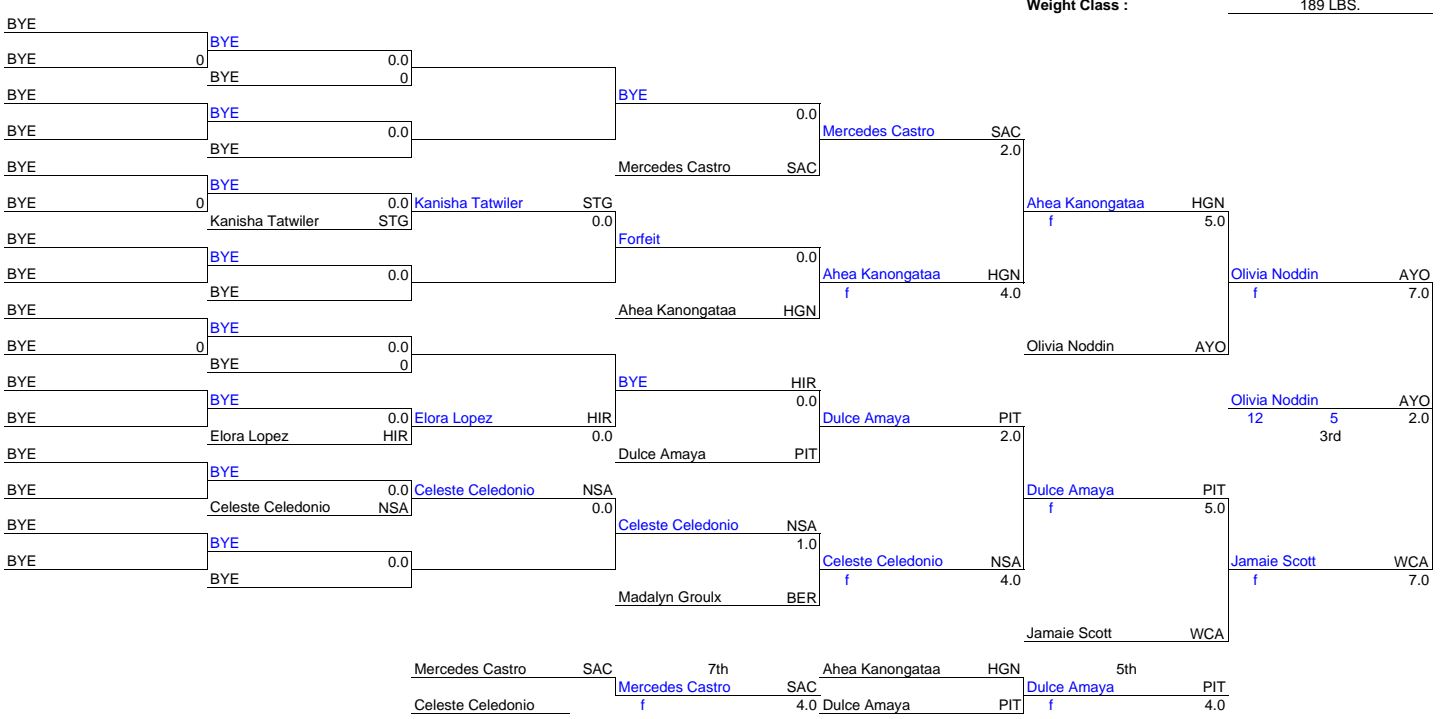 Weight Class : 189 LBS.
BYE
BYE
BYE 0 0.0
BYE 0
BYE BYE
BYE 0.0
BYE 0.0 Mercedes Castro SAC
BYE 2.0
BYE Mercedes Castro SAC
BYE
BYE 0 0.0 Kanisha Tatwiler STG Ahea Kanongataa HGN
Kanisha Tatwiler STG 0.0 f 5.0
BYE Forfeit
BYE 0.0
BYE 0.0 Ahea Kanongataa HGN Olivia Noddin AYO
BYE f 4.0 f 7.0
BYE Ahea Kanongataa HGN
BYE
BYE 0 0.0 Olivia Noddin AYO
BYE 0
BYE BYE HIR
BYE 0.0 Olivia Noddin AYO
BYE 0.0 Elora Lopez HIR Dulce Amaya PIT 12 5 2.0
Elora Lopez HIR 0.0 2.0 3rd
BYE Dulce Amaya PIT
BYE
BYE 0.0 Celeste Celedonio NSA Dulce Amaya PIT
Celeste Celedonio NSA 0.0 f 5.0
BYE Celeste Celedonio NSA
BYE 1.0
BYE 0.0 Celeste Celedonio NSA Jamaie Scott WCA
BYE f 4.0 f 7.0
Madalyn Groulx BER
Jamaie Scott WCA
Mercedes Castro SAC 7th Ahea Kanongataa HGN 5th
Mercedes Castro SAC Dulce Amaya PIT
Celeste Celedonio f 4.0 Dulce Amaya PIT f 4.0